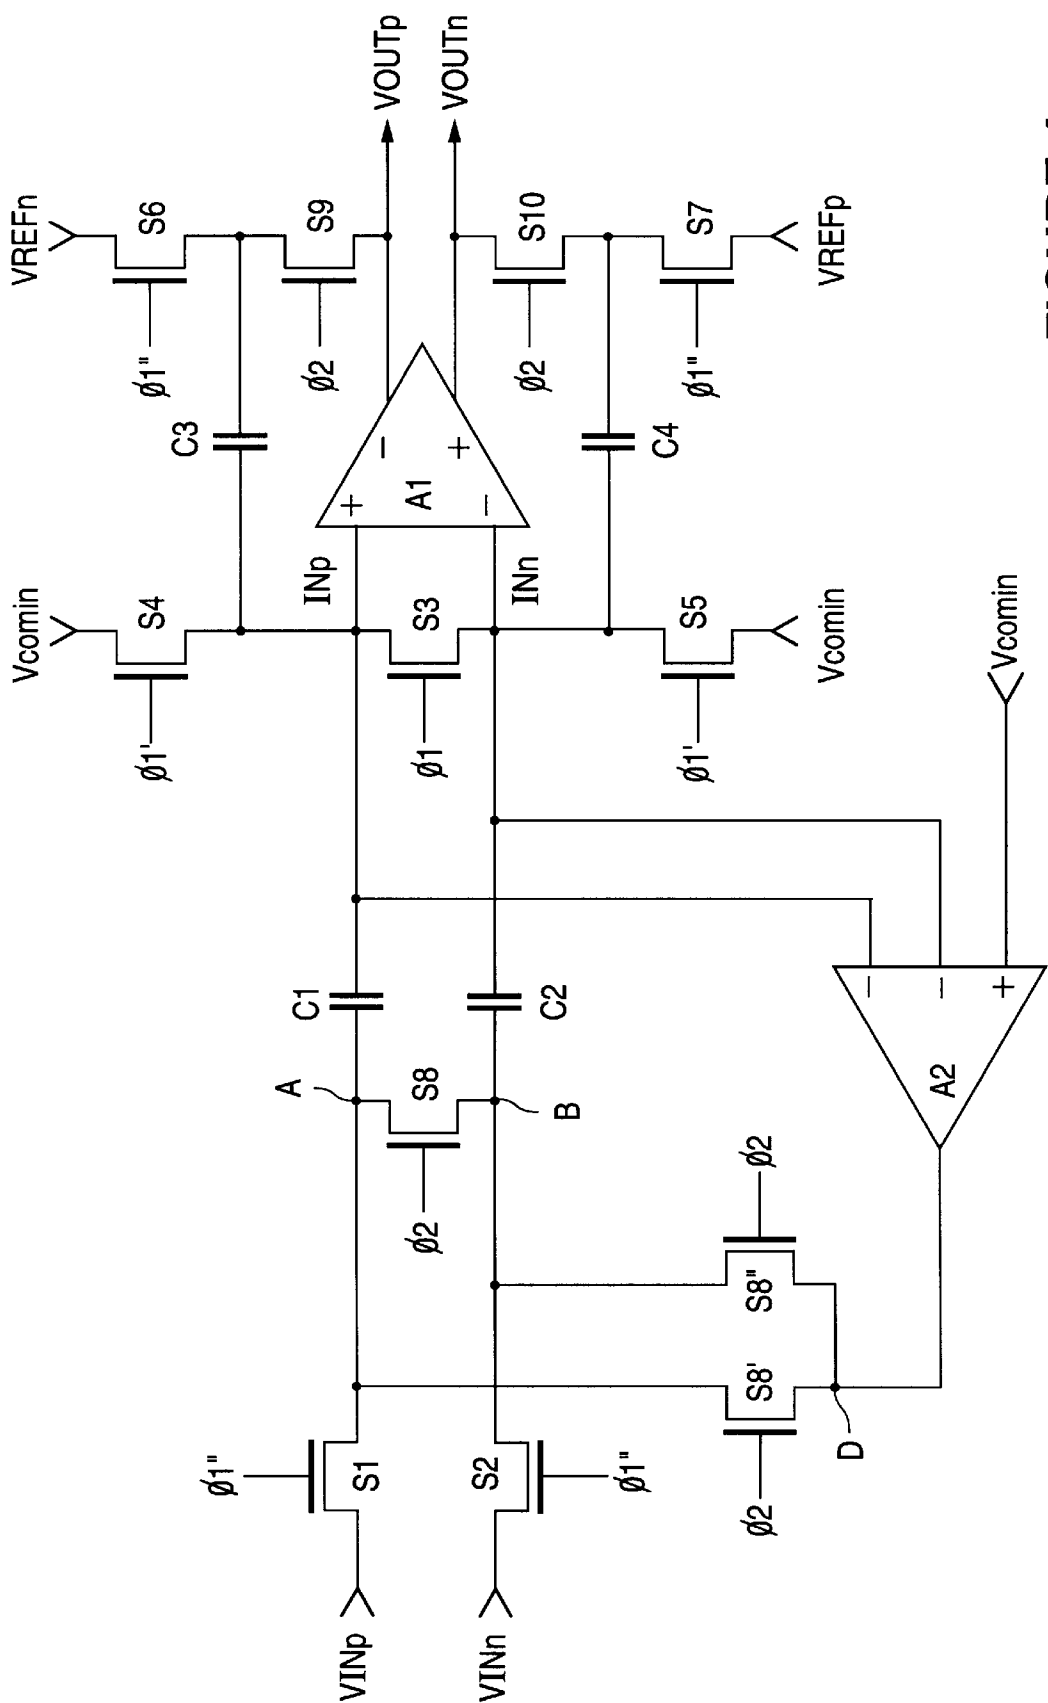 VREFn
Vcomin
S6
ø1"
S4
ø1'
C3
S9
ø2
VOUTp
VOUTn
INp
INn
A1
+
−
−
+
S3
ø1
S10
ø2
C4
S5
ø1'
S7
ø1"
Vcomin
VREFp
C1
C2
A
B
S8
ø2
Vcomin
−
−
+
A2
S8"
ø2
S8'
ø2
D
ø1"
S1
S2
ø1"
VINp
VINn